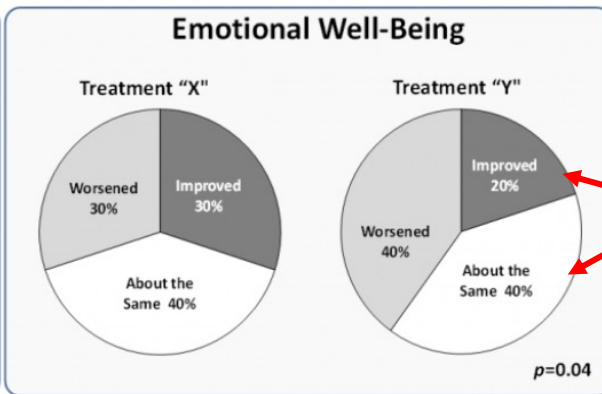 Emotional Well-Being
Treatment “X"
Treatment “Y"
Worsened
30%
Improved
30%
About the
Same 40%
Improved
20%
Worsened
40%
About the
Same 40%
p=0.04